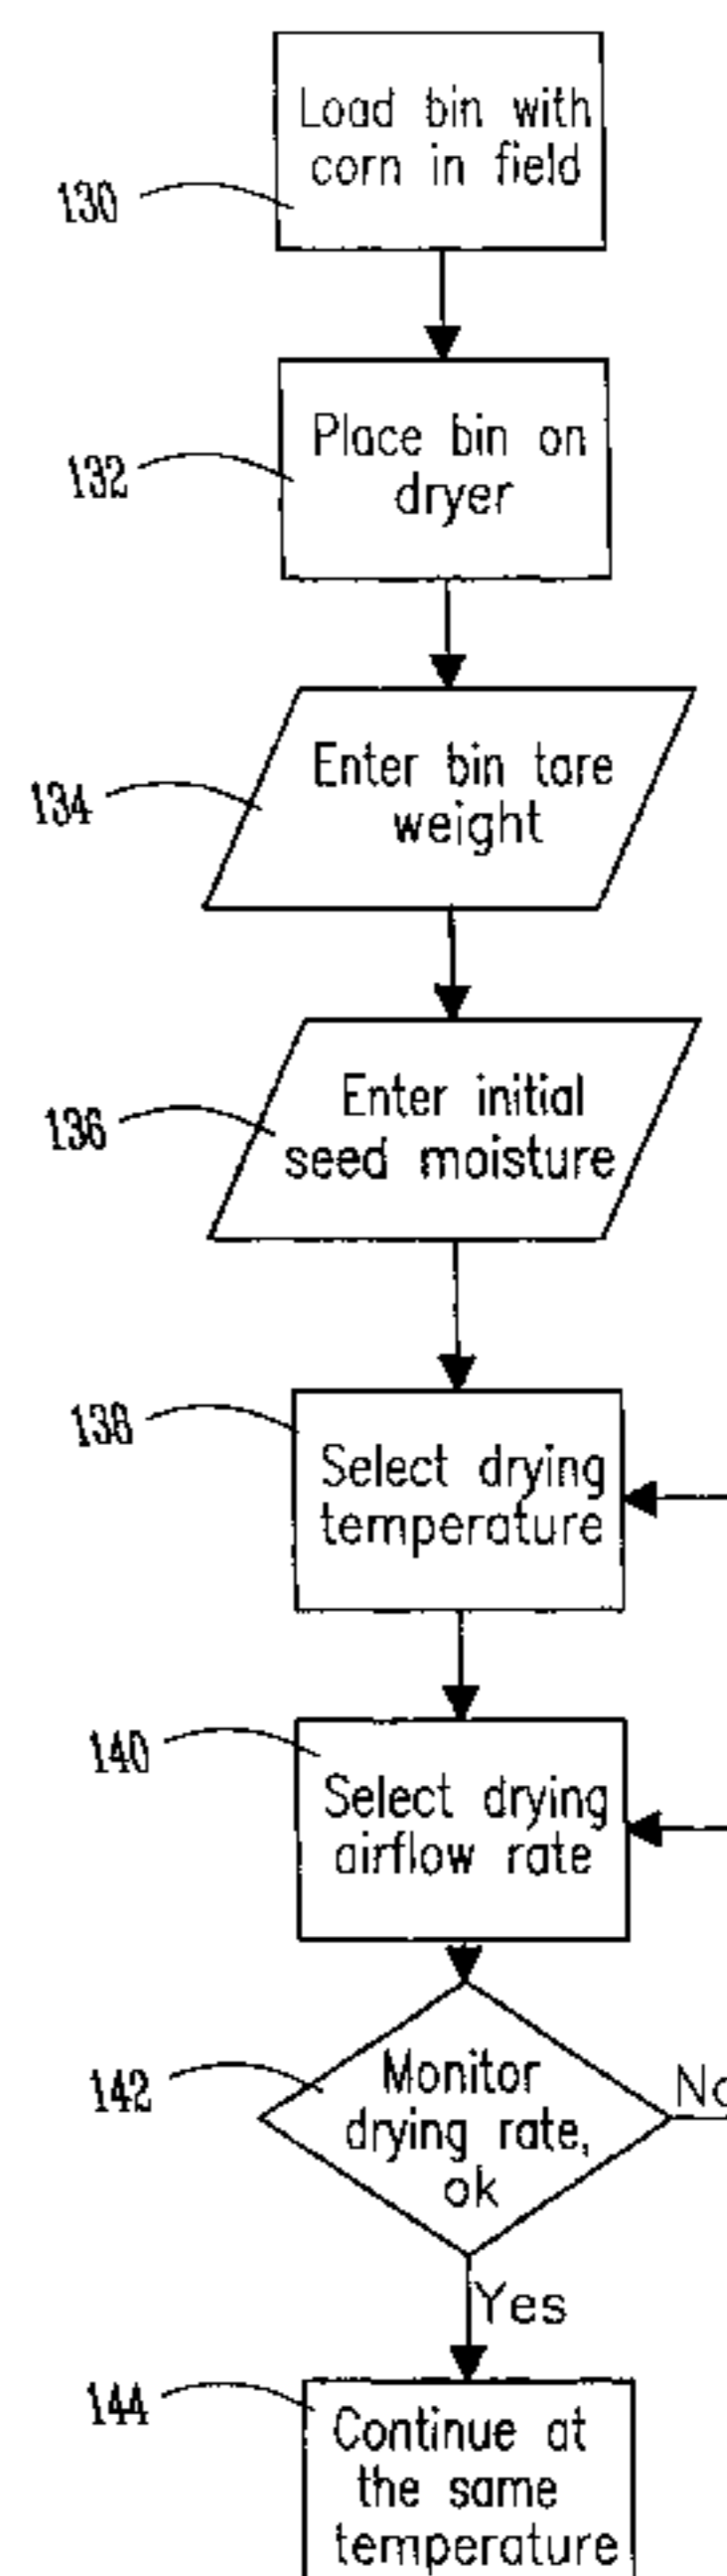 Load bin with
corn in field
130
Place bin on
dryer
132
Enter bin tare
weight
134
Enter initial
seed moisture
136
138
Select drying
temperature
140
Select drying
airflow rate
142
Monitor
drying rate,
ok
No
Yes
144
Continue at
the same
temperature